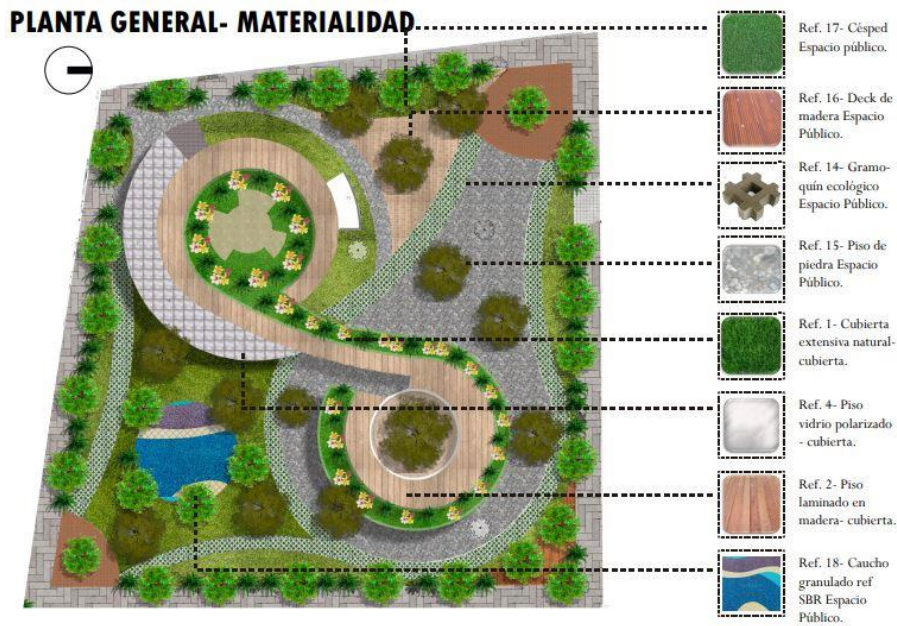 PLANTA GENERAL- MATERIALIDAD
Ref. 17- Césped
Espacio público.
Ref. 16- Deck de
madera Espacio
Público.
Ref. 14- Gramo-
quín ecológico
Espacio Público.
Ref. 15- Piso de
piedra Espacio
Público.
Ref. 1- Cubierta
extensiva natural-
cubierta.
Ref. 4- Piso
vidrio polarizado
- cubierta.
Ref. 2- Piso
laminado en
madera- cubierta.
Ref. 18- Caucho
granulado ref
SBR Espacio
Público.